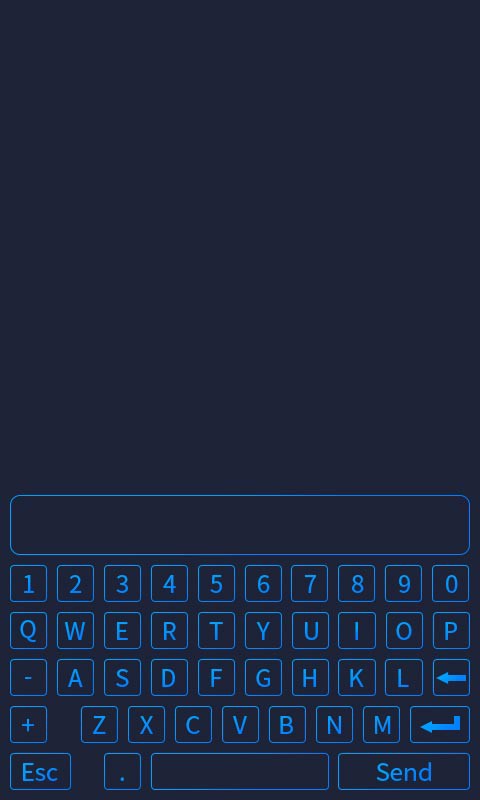 1 2 3 4 5 6 7 8 9 0
Q W E R T Y U I O P
- A S D F G H K L
+ Z X C V B N M
Esc . Send